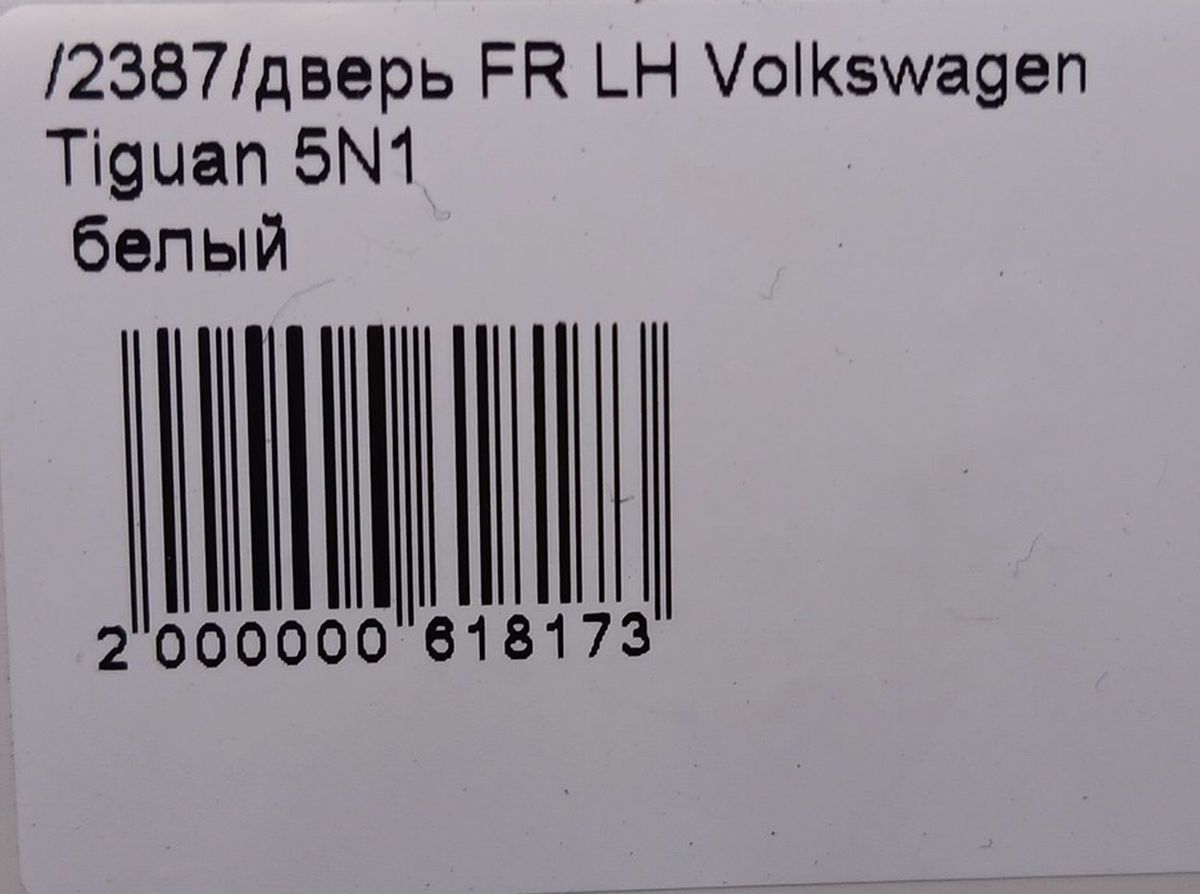 /2387/дверь FR LH Volkswagen
Tiguan 5N1
белый
2 000000 618173